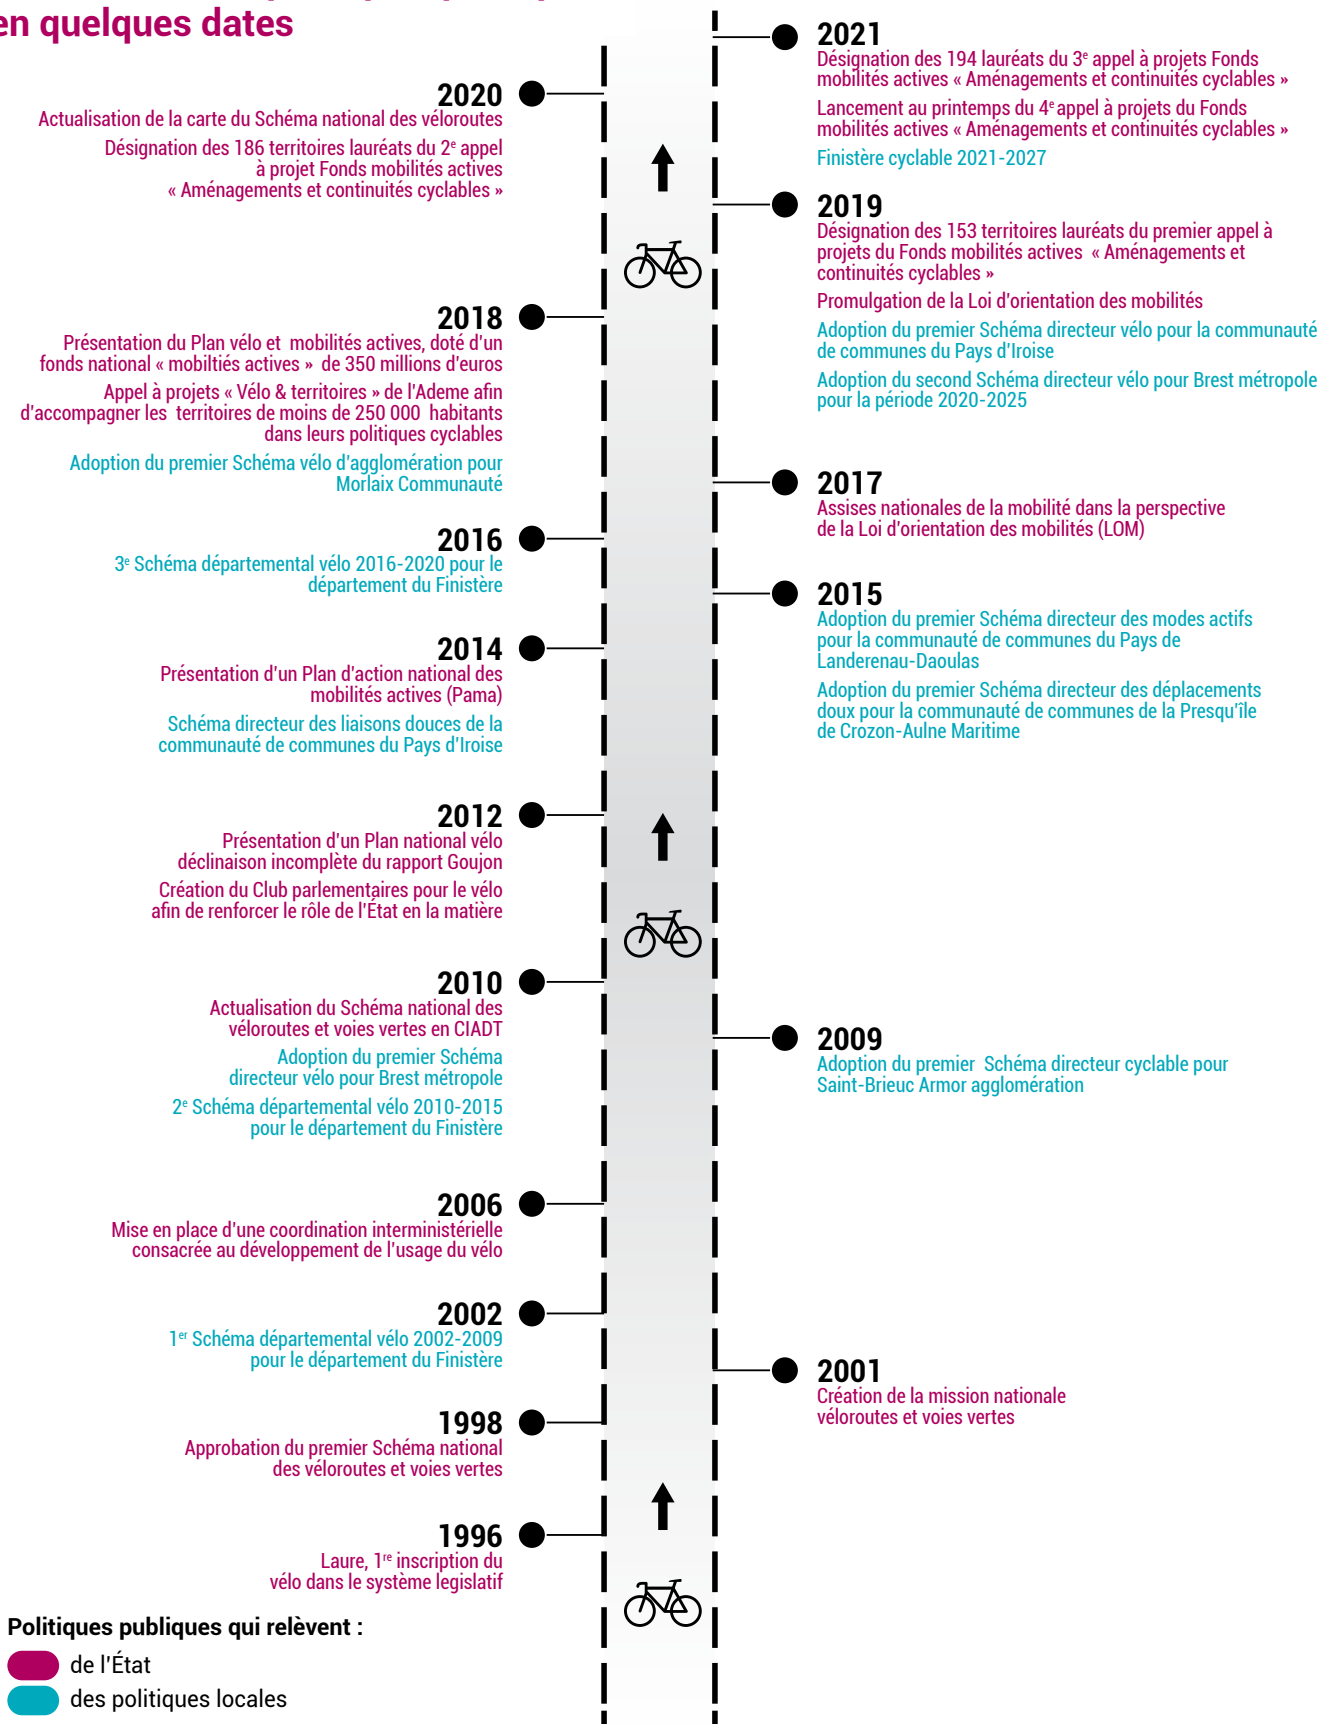 en quelques dates
2021
Désignation des 194 lauréats du 3e appel à projets Fonds
mobilités actives « Aménagements et continuités cyclables »
Lancement au printemps du 4e appel à projets du Fonds
mobilités actives « Aménagements et continuités cyclables »
Finistère cyclable 2021-2027
2020
Actualisation de la carte du Schéma national des véloroutes
Désignation des 186 territoires lauréats du 2e appel
à projet Fonds mobilités actives
« Aménagements et continuités cyclables »
2019
Désignation des 153 territoires lauréats du premier appel à
projets du Fonds mobilités actives « Aménagements et
continuités cyclables »
Promulgation de la Loi d'orientation des mobilités
Adoption du premier Schéma directeur vélo pour la communauté
de communes du Pays d'Iroise
Adoption du second Schéma directeur vélo pour Brest métropole
pour la période 2020-2025
2018
Présentation du Plan vélo et mobilités actives, doté d'un
fonds national « mobiltiés actives » de 350 millions d'euros
Appel à projets « Vélo & territoires » de l'Ademe afin
d'accompagner les territoires de moins de 250 000 habitants
dans leurs politiques cyclables
Adoption du premier Schéma vélo d'agglomération pour
Morlaix Communauté
2017
Assises nationales de la mobilité dans la perspective
de la Loi d'orientation des mobilités (LOM)
2016
3e Schéma départemental vélo 2016-2020 pour le
département du Finistère
2015
Adoption du premier Schéma directeur des modes actifs
pour la communauté de communes du Pays de
Landerenau-Daoulas
Adoption du premier Schéma directeur des déplacements
doux pour la communauté de communes de la Presqu'île
de Crozon-Aulne Maritime
2014
Présentation d'un Plan d'action national des
mobilités actives (Pama)
Schéma directeur des liaisons douces de la
communauté de communes du Pays d'Iroise
2012
Présentation d'un Plan national vélo
déclinaison incomplète du rapport Goujon
Création du Club parlementaires pour le vélo
afin de renforcer le rôle de l'État en la matière
2010
Actualisation du Schéma national des
véloroutes et voies vertes en CIADT
Adoption du premier Schéma
directeur vélo pour Brest métropole
2e Schéma départemental vélo 2010-2015
pour le département du Finistère
2009
Adoption du premier Schéma directeur cyclable pour
Saint-Brieuc Armor agglomération
2006
Mise en place d'une coordination interministérielle
consacrée au développement de l'usage du vélo
2002
1er Schéma départemental vélo 2002-2009
pour le département du Finistère
2001
Création de la mission nationale
véloroutes et voies vertes
1998
Approbation du premier Schéma national
des véloroutes et voies vertes
1996
Laure, 1re inscription du
vélo dans le système legislatif
Politiques publiques qui relèvent :
de l'État
des politiques locales